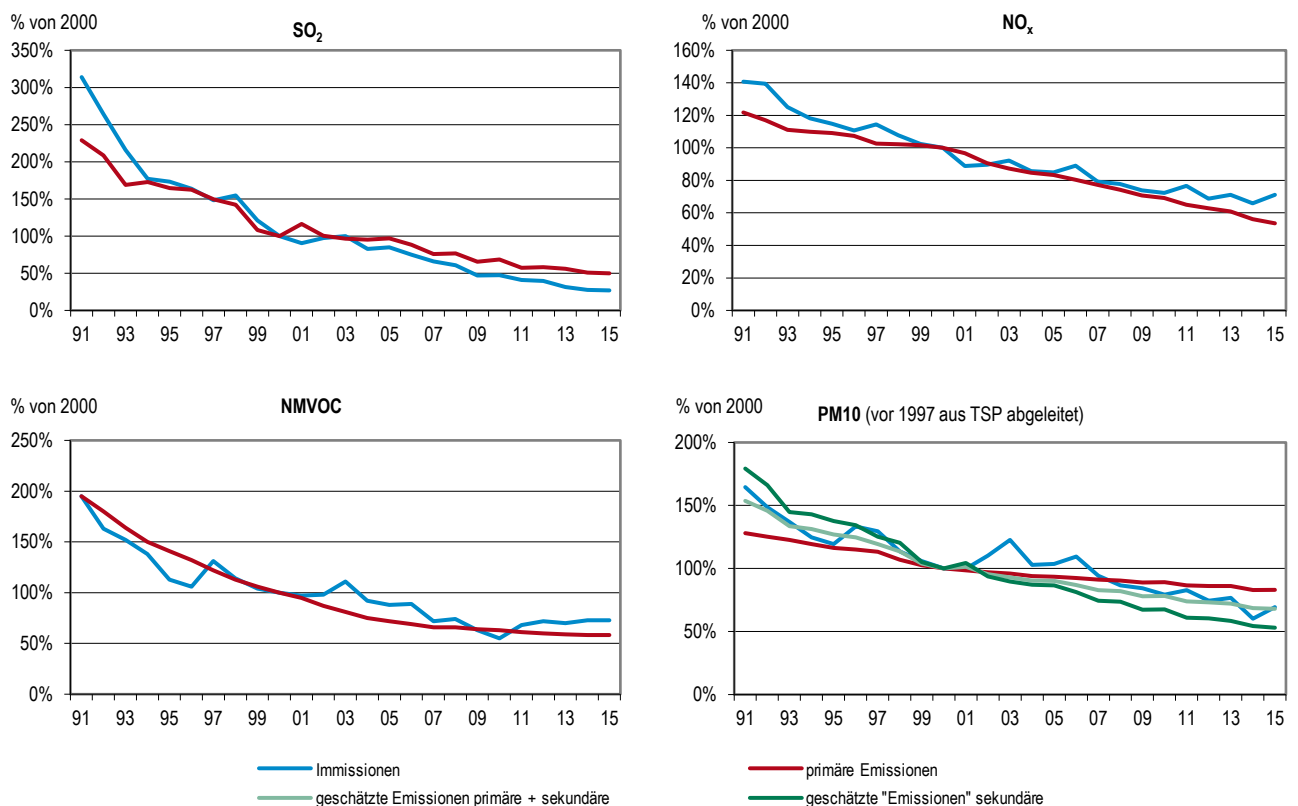 % von 2000
SO2
350%
300%
250%
200%
150%
100%
50%
0%
91 93 95 97 99 01 03 05 07 09 11 13 15
% von 2000
NOx
160%
140%
120%
100%
80%
60%
40%
20%
0%
91 93 95 97 99 01 03 05 07 09 11 13 15
% von 2000
NMVOC
250%
200%
150%
100%
50%
0%
91 93 95 97 99 01 03 05 07 09 11 13 15
% von 2000
PM10 (vor 1997 aus TSP abgeleitet)
200%
150%
100%
50%
0%
91 93 95 97 99 01 03 05 07 09 11 13 15
Immissionen
primäre Emissionen
geschätzte Emissionen primäre + sekundäre
geschätzte "Emissionen" sekundäre